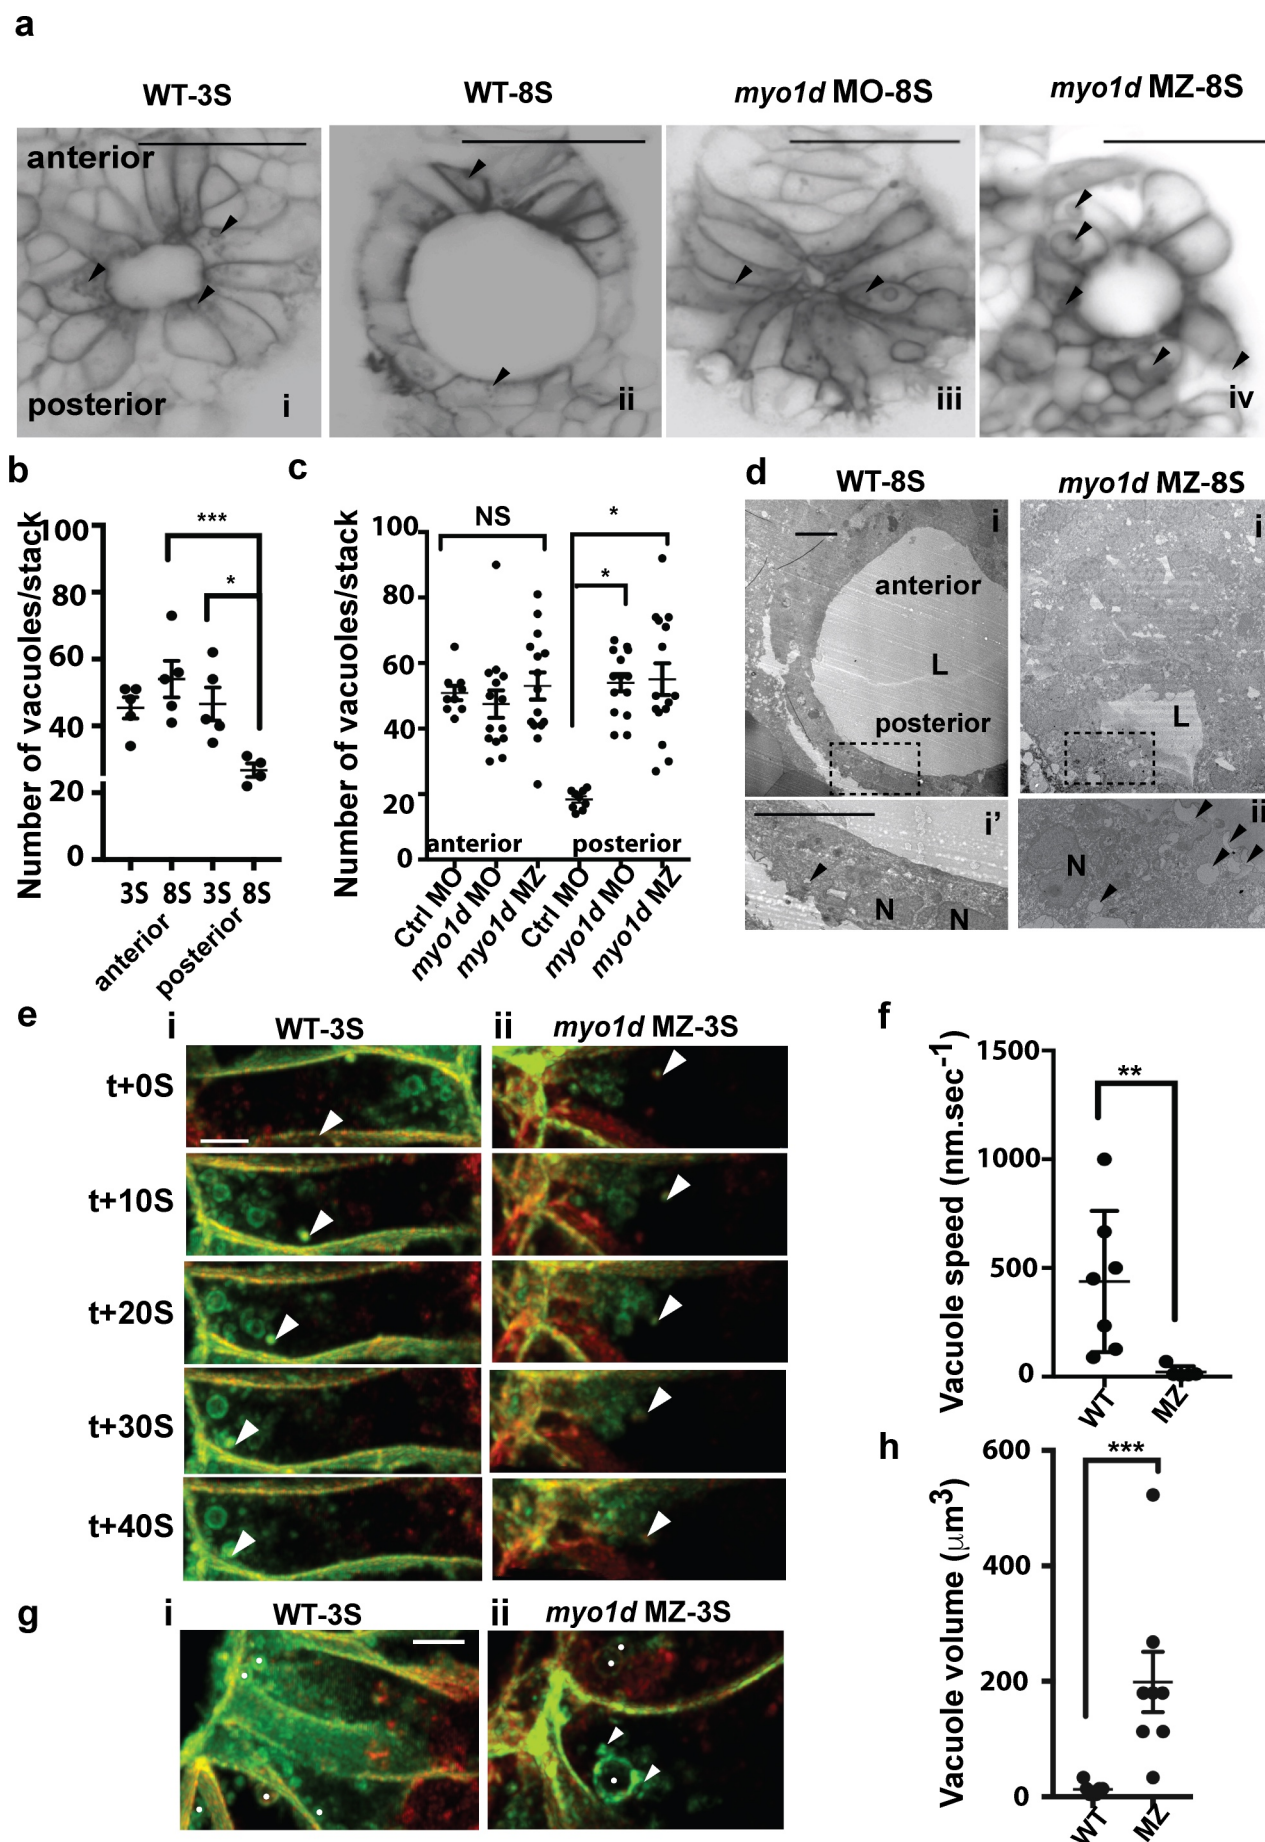 a
WT-3S
WT-8S
myo1d MO-8S
myo1d MZ-8S
anterior
posterior
i
ii
iii
iv
b
Number of vacuoles/stack
100
80
60
40
20
0
***
*
3S
8S
3S
8S
anterior
posterior
c
Number of vacuoles/stack
100
80
60
40
20
0
NS
*
*
anterior
posterior
Ctrl MO
myo1d MO
myo1d MZ
Ctrl MO
myo1d MO
myo1d MZ
d
WT-8S
myo1d MZ-8S
i
anterior
L
posterior
i
L
i’
N
N
ii
N
e
i
WT-3S
ii
myo1d MZ-3S
t+0S
t+10S
t+20S
t+30S
t+40S
f
Vacuole speed (nm.sec-1)
1500
1000
500
0
**
WT
MZ
g
i
WT-3S
ii
myo1d MZ-3S
h
Vacuole volume (μm3)
600
400
200
0
***
WT
MZ